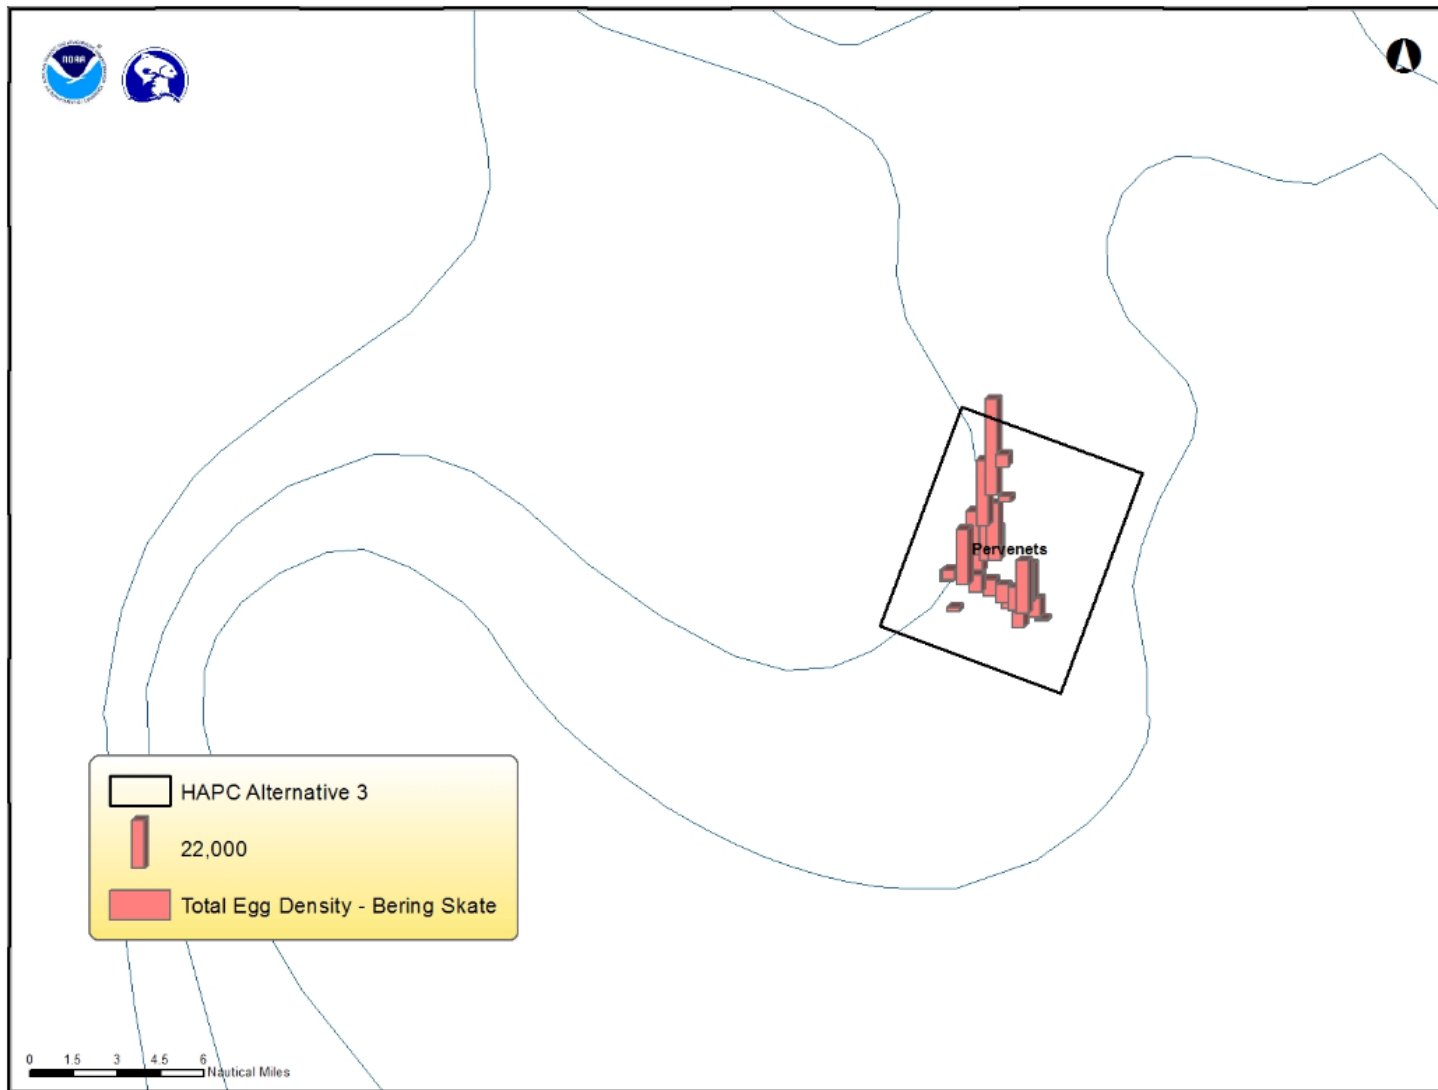 NOAA
Pervenets
HAPC Alternative 3
22,000
Total Egg Density - Bering Skate
0 1.5 3 4.5 6
Nautical Miles